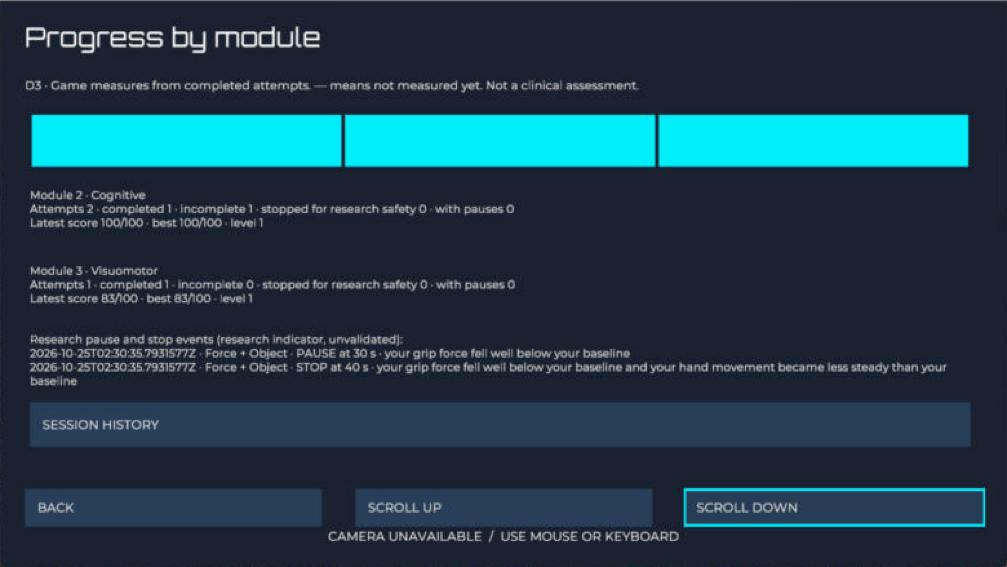 Progress by module
D3 · Game measures from completed attempts. — means not measured yet. Not a clinical assessment.
Module 2 · Cognitive
Attempts 2 · completed 1 · incomplete 1 · stopped for research safety 0 · with pauses 0
Latest score 100/100 · best 100/100 · level 1
Module 3 · Visuomotor
Attempts 1 · completed 1 · incomplete 0 · stopped for research safety 0 · with pauses 0
Latest score 83/100 · best 83/100 · level 1
Research pause and stop events (research indicator, unvalidated):
2026-10-25T02:30:35.7931577Z · Force + Object · PAUSE at 30 s · your grip force fell well below your baseline
2026-10-25T02:30:35.7931577Z · Force + Object · STOP at 40 s · your grip force fell well below your baseline and your hand movement became less steady than your
baseline
SESSION HISTORY
BACK
SCROLL UP
SCROLL DOWN
CAMERA UNAVAILABLE / USE MOUSE OR KEYBOARD